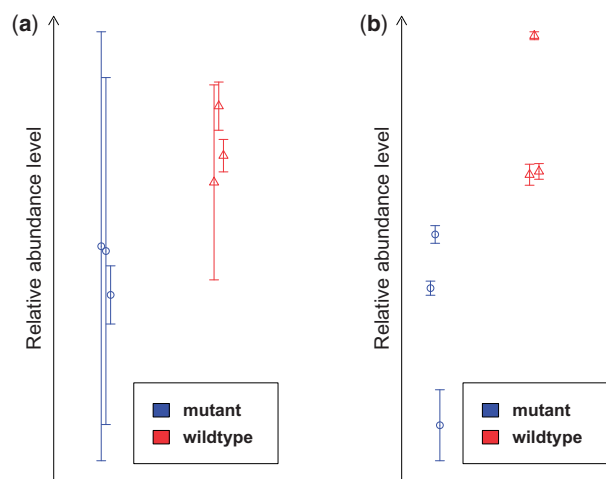 (a)
Relative abundance level
mutant
wildtype
(b)
Relative abundance level
mutant
wildtype